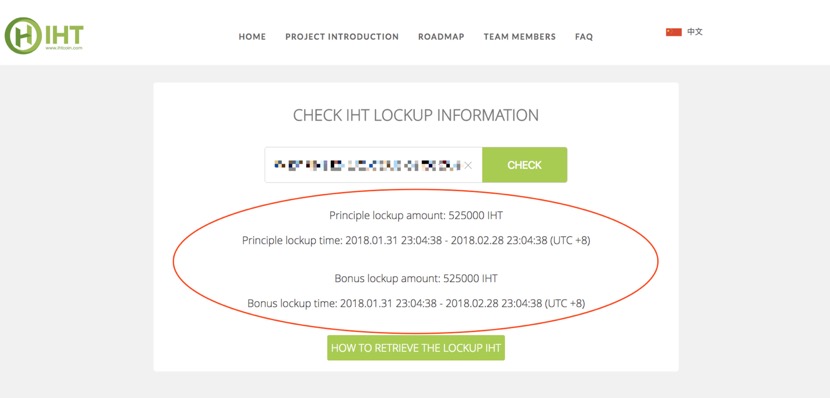 IHT
www.ihtcoin.com
HOME PROJECT INTRODUCTION ROADMAP TEAM MEMBERS FAQ 中文
CHECK IHT LOCKUP INFORMATION
CHECK
Principle lockup amount: 525000 IHT
Principle lockup time: 2018.01.31 23:04:38 - 2018.02.28 23:04:38 (UTC +8)
Bonus lockup amount: 525000 IHT
Bonus lockup time: 2018.01.31 23:04:38 - 2018.02.28 23:04:38 (UTC +8)
HOW TO RETRIEVE THE LOCKUP IHT